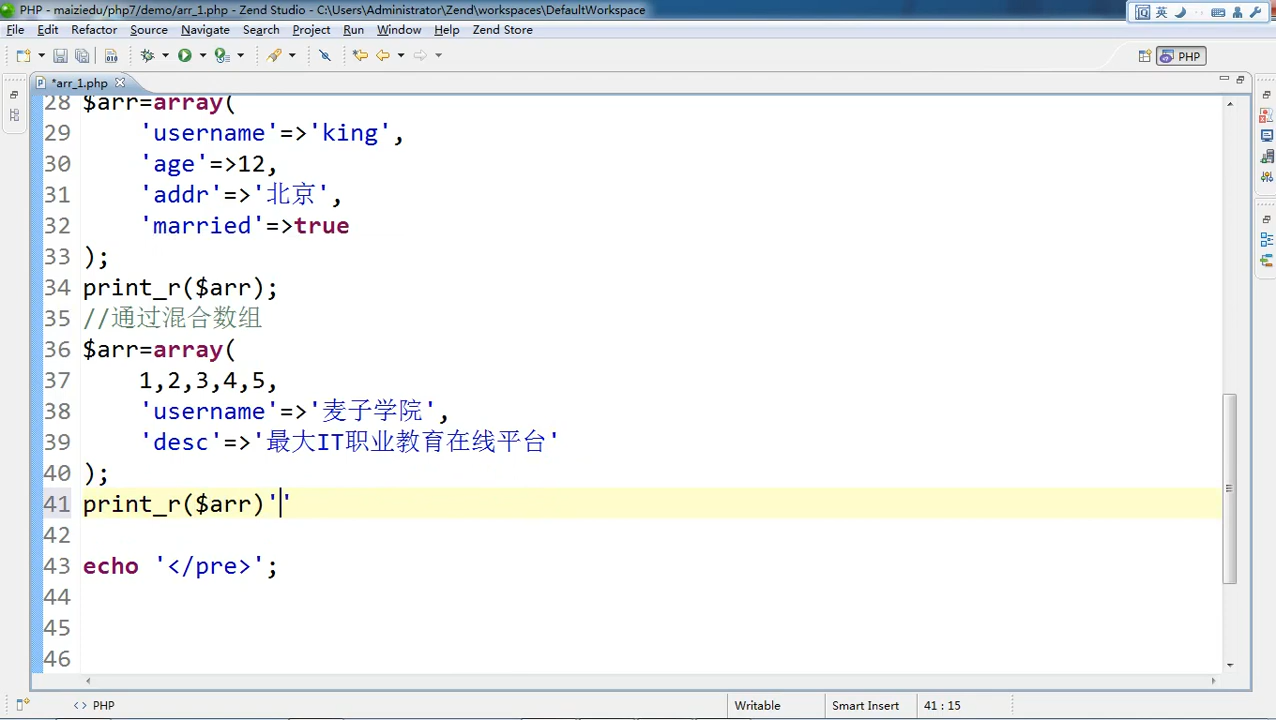 PHP - maiziedu/php7/demo/arr_1.php - Zend Studio - C:\Users\Administrator\Zend\workspaces\DefaultWorkspace
英
File Edit Refactor Source Navigate Search Project Run Window Help Zend Store
PHP
*arr_1.php
28 $arr=array(
29 'username'=>'king',
30 'age'=>12,
31 'addr'=>'北京',
32 'married'=>true
33 );
34 print_r($arr);
35 //通过混合数组
36 $arr=array(
37 1,2,3,4,5,
38 'username'=>'麦子学院',
39 'desc'=>'最大IT职业教育在线平台'
40 );
41 print_r($arr)''
42
43 echo '</pre>';
44
45
46
<> PHP Writable Smart Insert 41 : 15